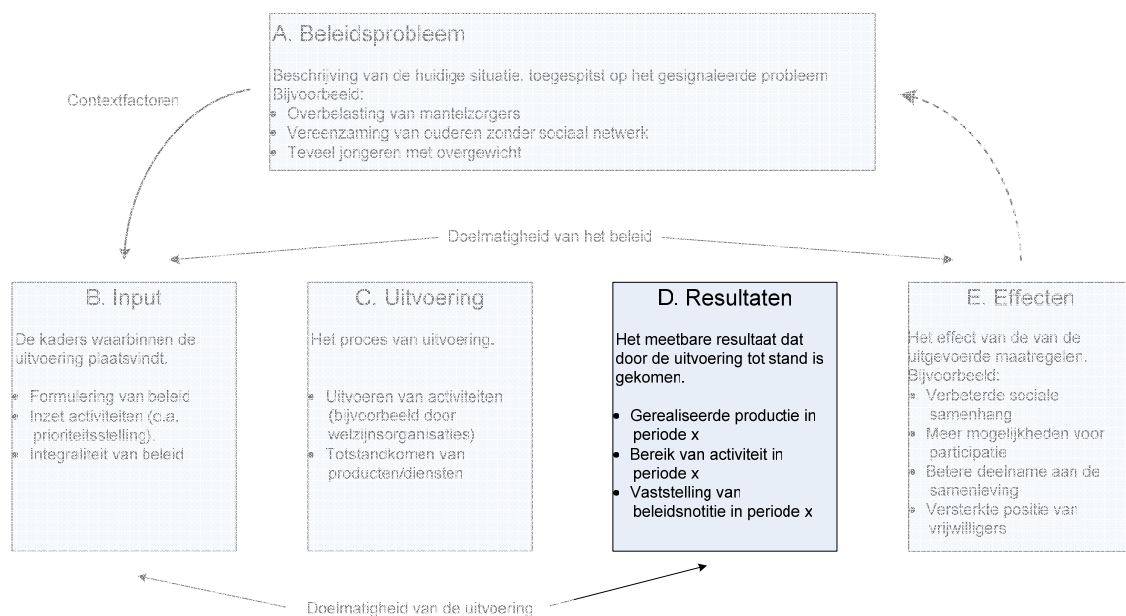 A. Beleidsprobleem
Beschrijving van de huidige situatie, toegespitst op het gesignaleerde probleem
Bijvoorbeeld:
• Overbelasting van mantelzorgers
• Vereenzaming van ouderen zonder sociaal netwerk
• Teveel jongeren met overgewicht
Contextfactoren
Doelmatigheid van het beleid
B. Input
De kaders waarbinnen de
uitvoering plaatsvindt.
• Formulering van beleid
• Inzet activiteiten (o.a.
prioriteitsstelling).
• Integraliteit van beleid
C. Uitvoering
Het proces van uitvoering.
• Uitvoeren van activiteiten
(bijvoorbeeld door
welzijnsorganisaties)
• Totstandkomen van
producten/diensten
D. Resultaten
Het meetbare resultaat dat
door de uitvoering tot stand is
gekomen.
• Gerealiseerde productie in
periode x
• Bereik van activiteit in
periode x
• Vaststelling van
beleidsnotitie in periode x
E. Effecten
Het effect van de van de
uitgevoerde maatregelen.
Bijvoorbeeld:
• Verbeterde sociale
samenhang
• Meer mogelijkheden voor
participatie
• Betere deelname aan de
samenleving
• Versterkte positie van
vrijwilligers
Doelmatigheid van de uitvoering